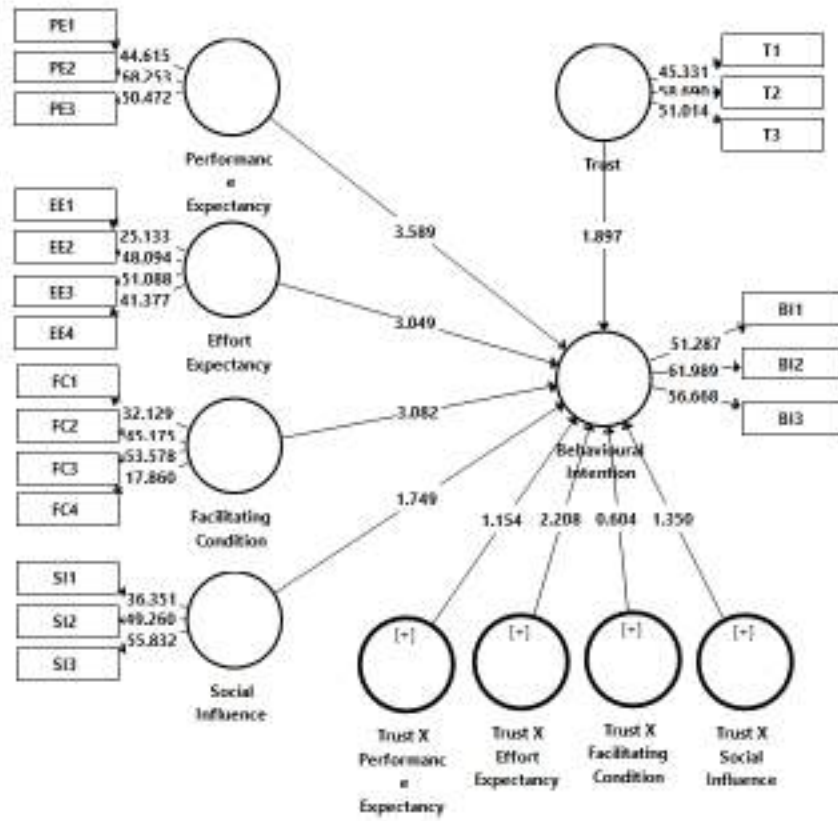 PE1
PE2
PE3
44.615
68.253
50.472
Performanc
e
Expectancy
T1
T2
T3
45.331
58.690
51.014
Trust
EE1
EE2
EE3
EE4
25.133
48.094
51.088
41.377
Effort
Expectancy
3.589
1.897
3.049
BI1
BI2
BI3
51.287
61.989
56.668
Behavioural
Intention
FC1
FC2
FC3
FC4
32.129
45.175
53.578
17.860
Facilitating
Condition
3.082
1.749
SI1
SI2
SI3
36.351
49.260
55.832
Social
Influence
1.154
2.208
0.604
1.350
[+]
[+]
[+]
[+]
Trust X
Performanc
e
Expectancy
Trust X
Effort
Expectancy
Trust X
Facilitating
Condition
Trust X
Social
Influence